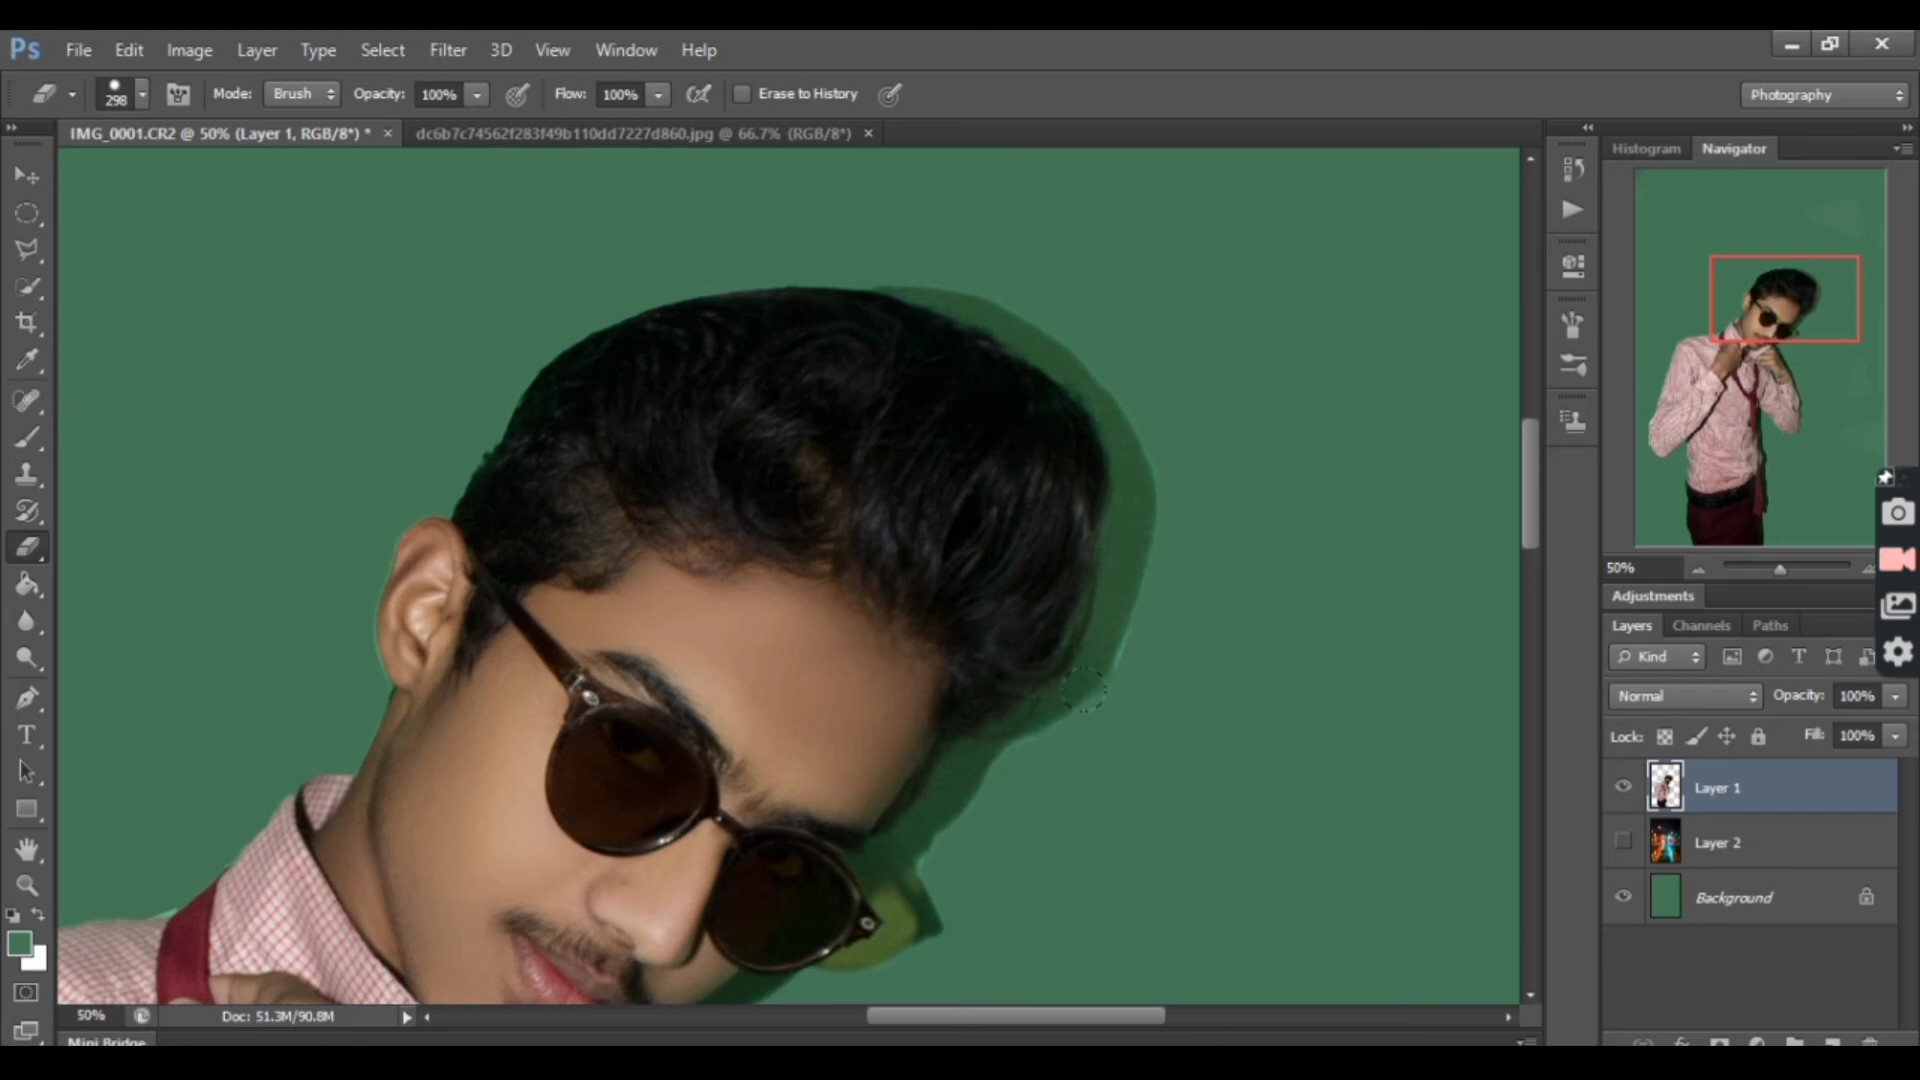 Ps File Edit Image Layer Type Select Filter 3D View Window Help
298 Mode: Brush Opacity: 100% Flow: 100% Erase to History Photography
IMG_0001.CR2 @ 50% (Layer 1, RGB/8*) * × dc6b7c74562f283f49b110dd7227d860.jpg @ 66.7% (RGB/8*) ×
Histogram Navigator
50%
Adjustments
Layers Channels Paths
Kind
Normal Opacity: 100%
Lock: Fill: 100%
Layer 1
Layer 2
Background
50% Doc: 51.3M/90.8M
Mini Bridge